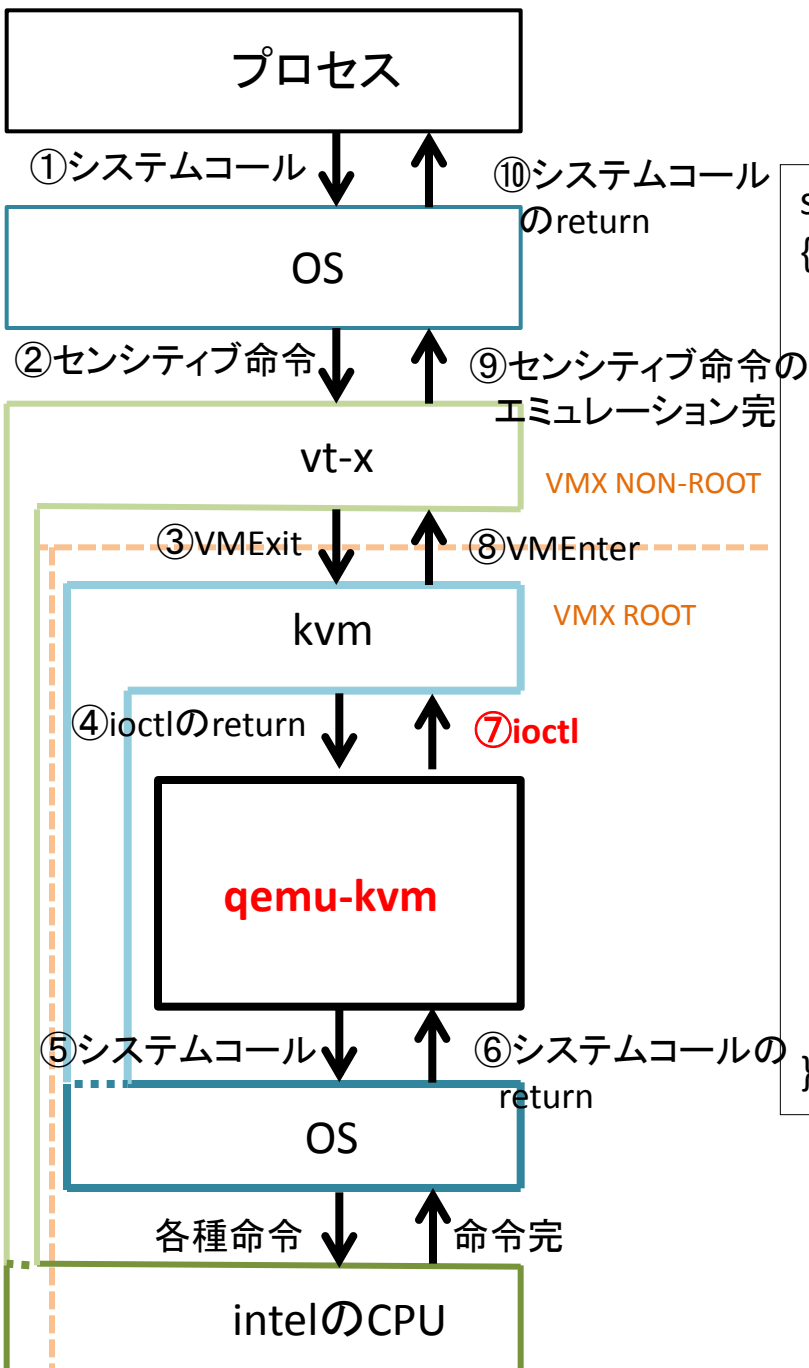 プロセス
①システムコール
⑩システムコール
のreturn
s
{
OS
②センシティブ命令
⑨センシティブ命令の
エミュレーション完
vt-x
VMX NON-ROOT
③VMExit
⑧VMEnter
kvm
VMX ROOT
④ioctlのreturn
⑦ioctl
qemu-kvm
⑤システムコール
⑥システムコールの
return
}
OS
各種命令
命令完
intelのCPU